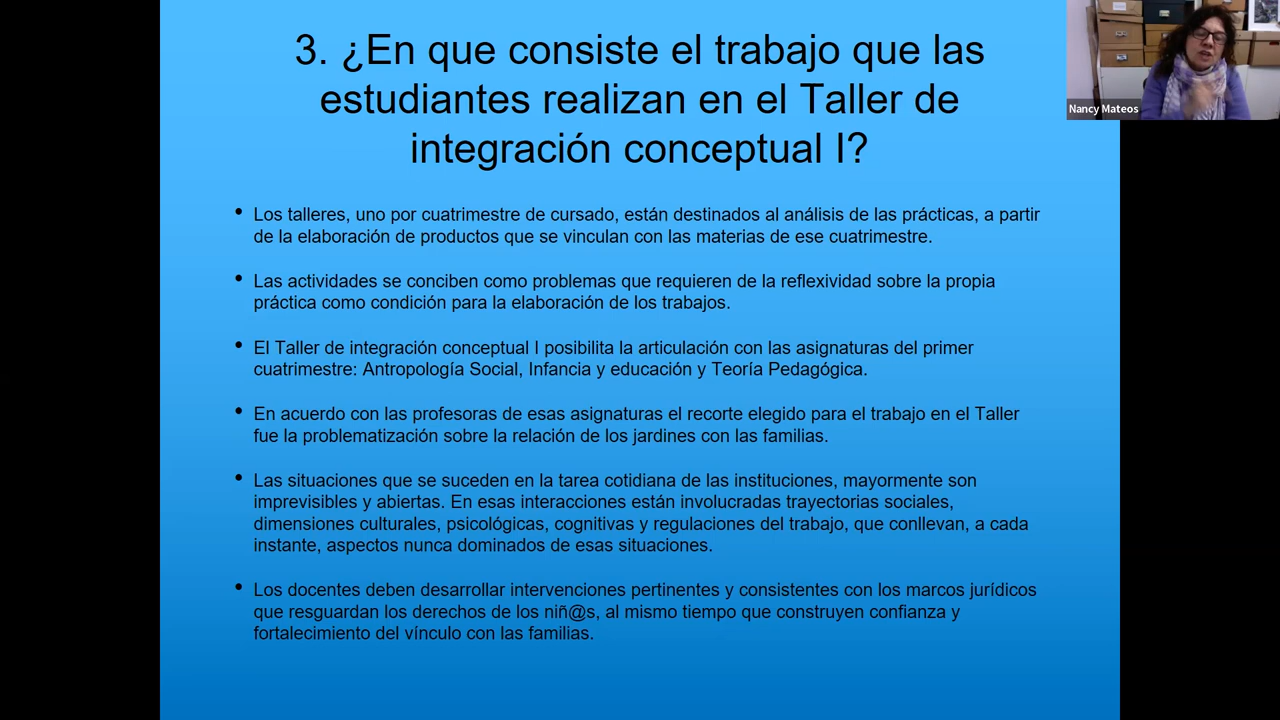 3. ¿En que consiste el trabajo que las
estudiantes realizan en el Taller de
integración conceptual I?
Nancy Mateos
• Los talleres, uno por cuatrimestre de cursado, están destinados al análisis de las prácticas, a partir
de la elaboración de productos que se vinculan con las materias de ese cuatrimestre.
• Las actividades se conciben como problemas que requieren de la reflexividad sobre la propia
práctica como condición para la elaboración de los trabajos.
• El Taller de integración conceptual I posibilita la articulación con las asignaturas del primer
cuatrimestre: Antropología Social, Infancia y educación y Teoría Pedagógica.
• En acuerdo con las profesoras de esas asignaturas el recorte elegido para el trabajo en el Taller
fue la problematización sobre la relación de los jardines con las familias.
• Las situaciones que se suceden en la tarea cotidiana de las instituciones, mayormente son
imprevisibles y abiertas. En esas interacciones están involucradas trayectorias sociales,
dimensiones culturales, psicológicas, cognitivas y regulaciones del trabajo, que conllevan, a cada
instante, aspectos nunca dominados de esas situaciones.
• Los docentes deben desarrollar intervenciones pertinentes y consistentes con los marcos jurídicos
que resguardan los derechos de los niñ@s, al mismo tiempo que construyen confianza y
fortalecimiento del vínculo con las familias.